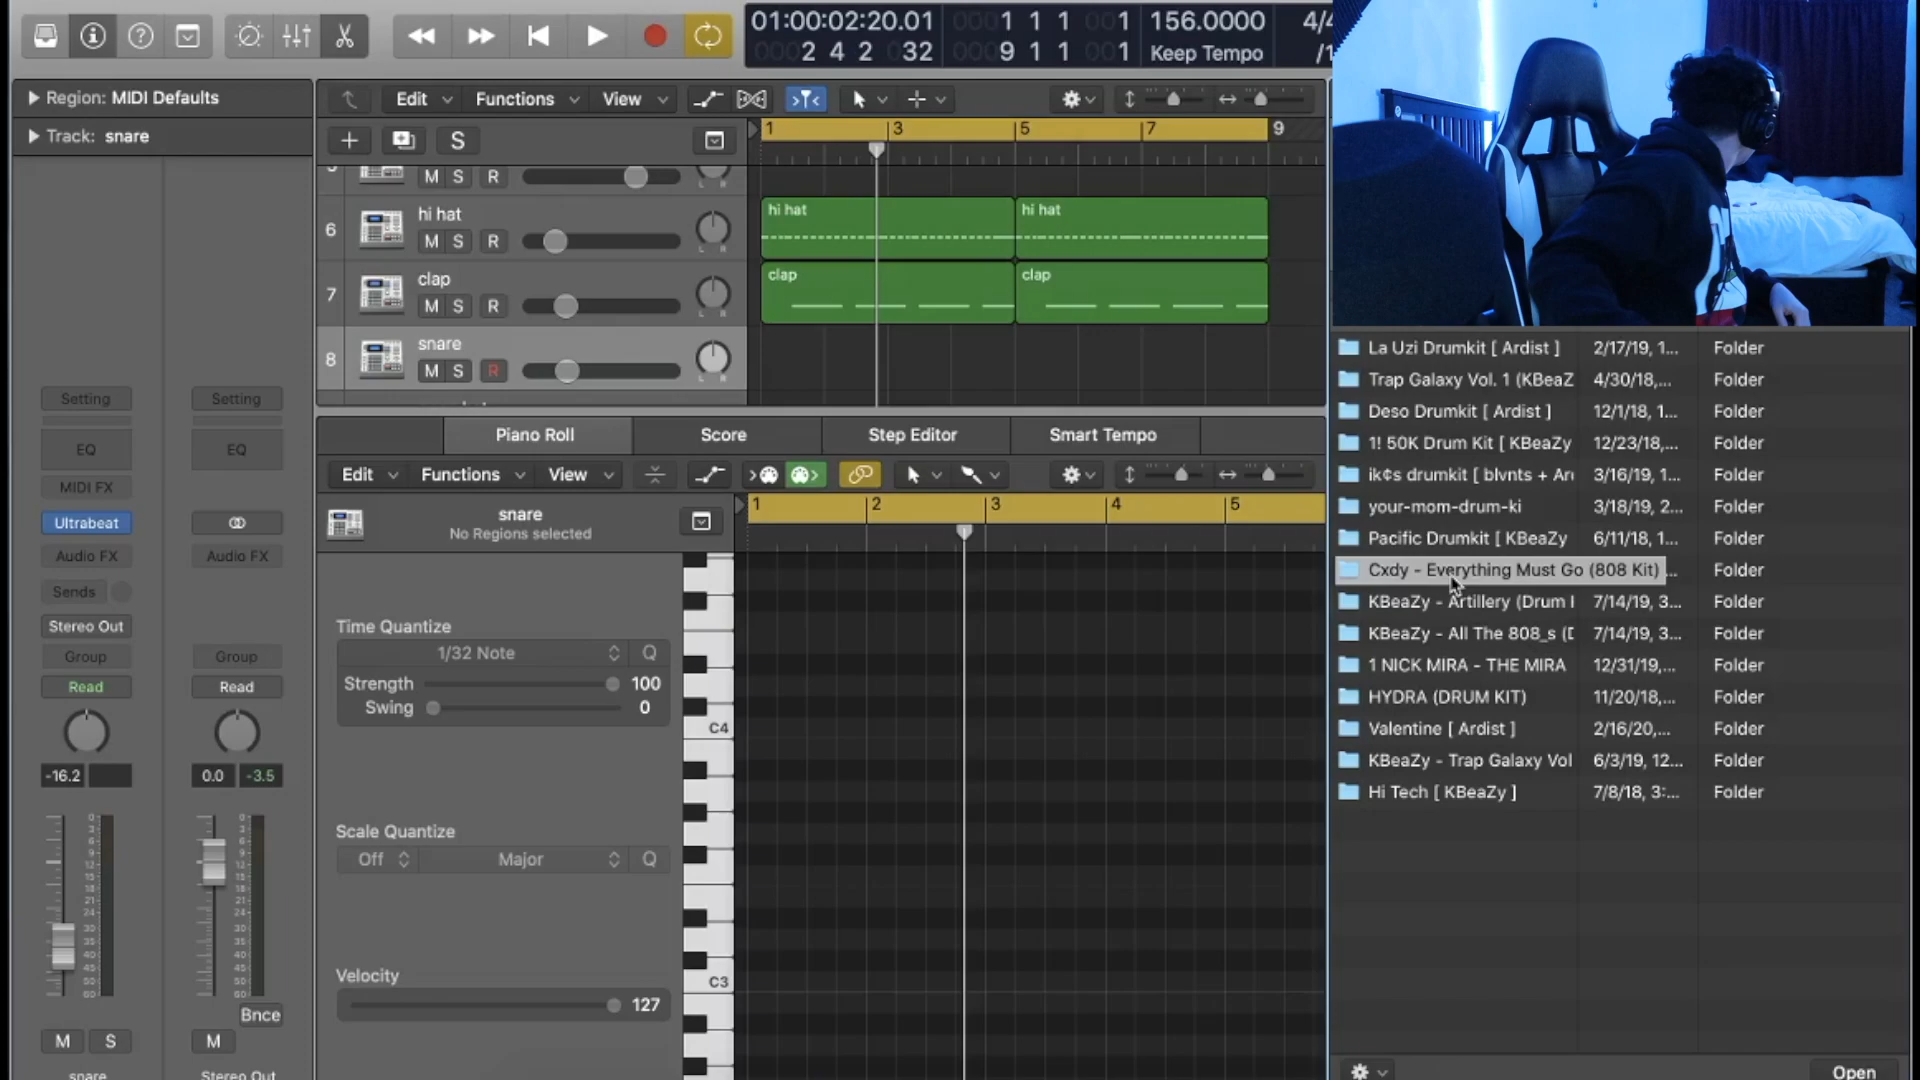 01:00:02:20.01
0001 1 1 001
156.0000
4/4
0002 4 2 032
0009 1 1 001
Keep Tempo
/1
Region: MIDI Defaults
Track: snare
Edit
Functions
View
S
1
3
5
7
9
M S R
6
hi hat
M S R
hi hat
hi hat
7
clap
M S R
clap
clap
8
snare
M S R
Setting
Setting
EQ
EQ
MIDI FX
Ultrabeat
Audio FX
Audio FX
Sends
Stereo Out
Group
Group
Read
Read
-16.2
0.0
-3.5
Bnce
M
S
M
snare
Stereo Out
Piano Roll
Score
Step Editor
Smart Tempo
Edit
Functions
View
1
2
3
4
5
snare
No Regions selected
Time Quantize
1/32 Note
Q
Strength
100
Swing
0
Scale Quantize
Off
Major
Q
Velocity
127
C4
C3
La Uzi Drumkit [ Ardist ] 2/17/19, 1... Folder
Trap Galaxy Vol. 1 (KBeaZ 4/30/18,... Folder
Deso Drumkit [ Ardist ] 12/1/18, 1... Folder
1! 50K Drum Kit [ KBeaZy 12/23/18,... Folder
ik¢s drumkit [ blvnts + Ar 3/16/19, 1... Folder
your-mom-drum-ki 3/18/19, 2... Folder
Pacific Drumkit [ KBeaZy 6/11/18, 1... Folder
Cxdy - Everything Must Go (808 Kit) ... Folder
KBeaZy - Artillery (Drum 7/14/19, 3... Folder
KBeaZy - All The 808_s ( 7/14/19, 3... Folder
1 NICK MIRA - THE MIRA 12/31/19,... Folder
HYDRA (DRUM KIT) 11/20/18,... Folder
Valentine [ Ardist ] 2/16/20,... Folder
KBeaZy - Trap Galaxy Vol 6/3/19, 12... Folder
Hi Tech [ KBeaZy ] 7/8/18, 3:... Folder
Open